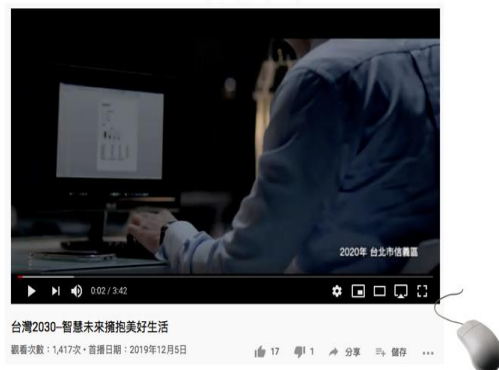 2020年 台北市信義區
0:02 / 3:42
台灣2030–智慧未來擁抱美好生活
觀看次數：1,417次・首播日期：2019年12月5日
17 1 分享 儲存